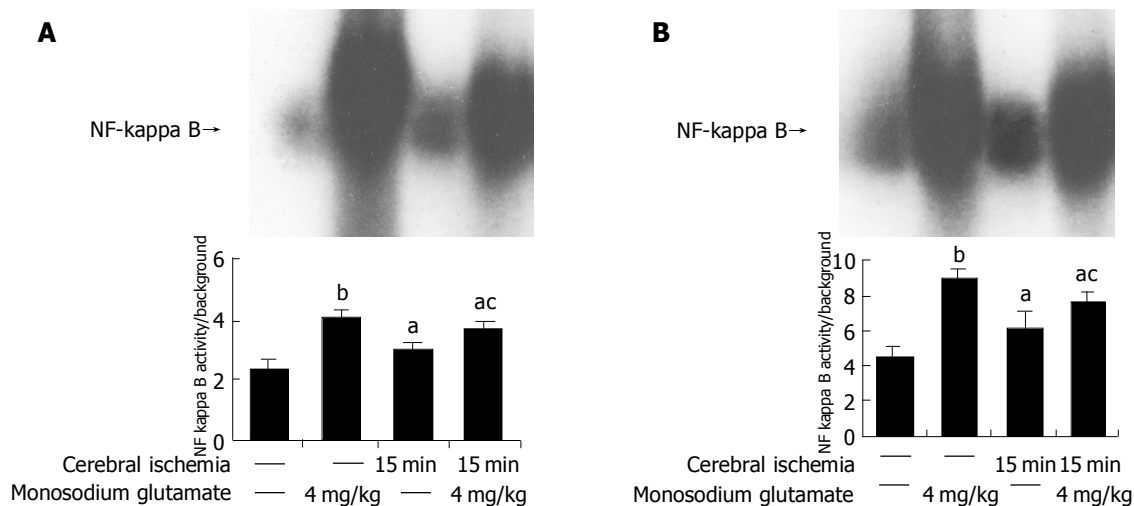 A
NF-kappa B→
NF kappa B activity/background
6
4
2
0
b
a
ac
Cerebral ischemia — — 15 min 15 min
Monosodium glutamate — 4 mg/kg — 4 mg/kg
B
NF-kappa B→
NF kappa B activity/background
10
8
6
4
2
0
b
a
ac
Cerebral ischemia — — 15 min 15 min
Monosodium glutamate — 4 mg/kg — 4 mg/kg